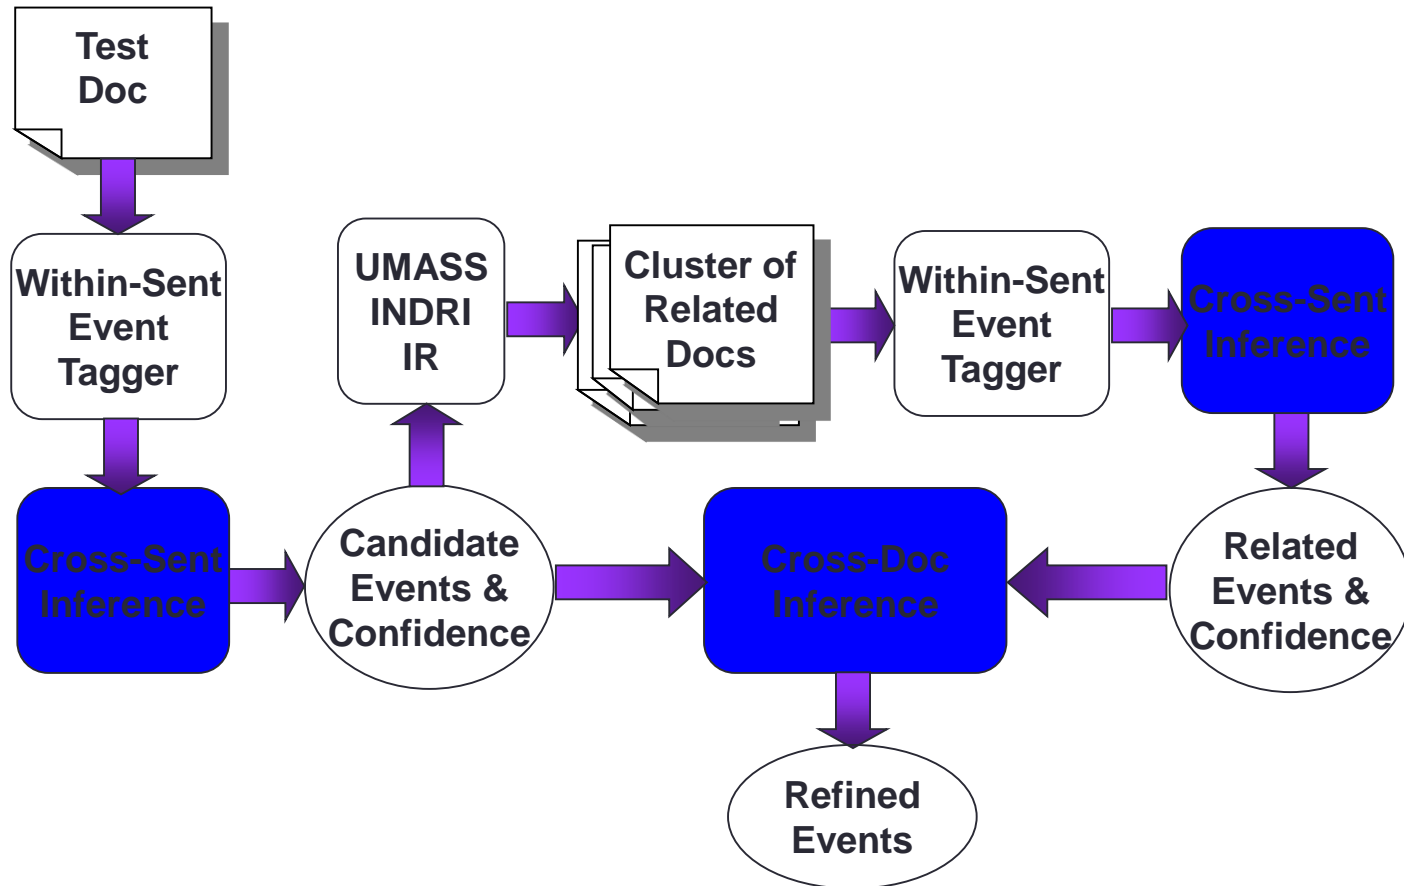 Test
Doc
Within-Sent
Event
Tagger
UMASS
INDRI
IR
Cluster of
Related
Docs
Within-Sent
Event
Tagger
Cross-Sent
Inference
Cross-Sent
Inference
Candidate
Events &
Confidence
Cross-Doc
Inference
Related
Events &
Confidence
Refined
Events